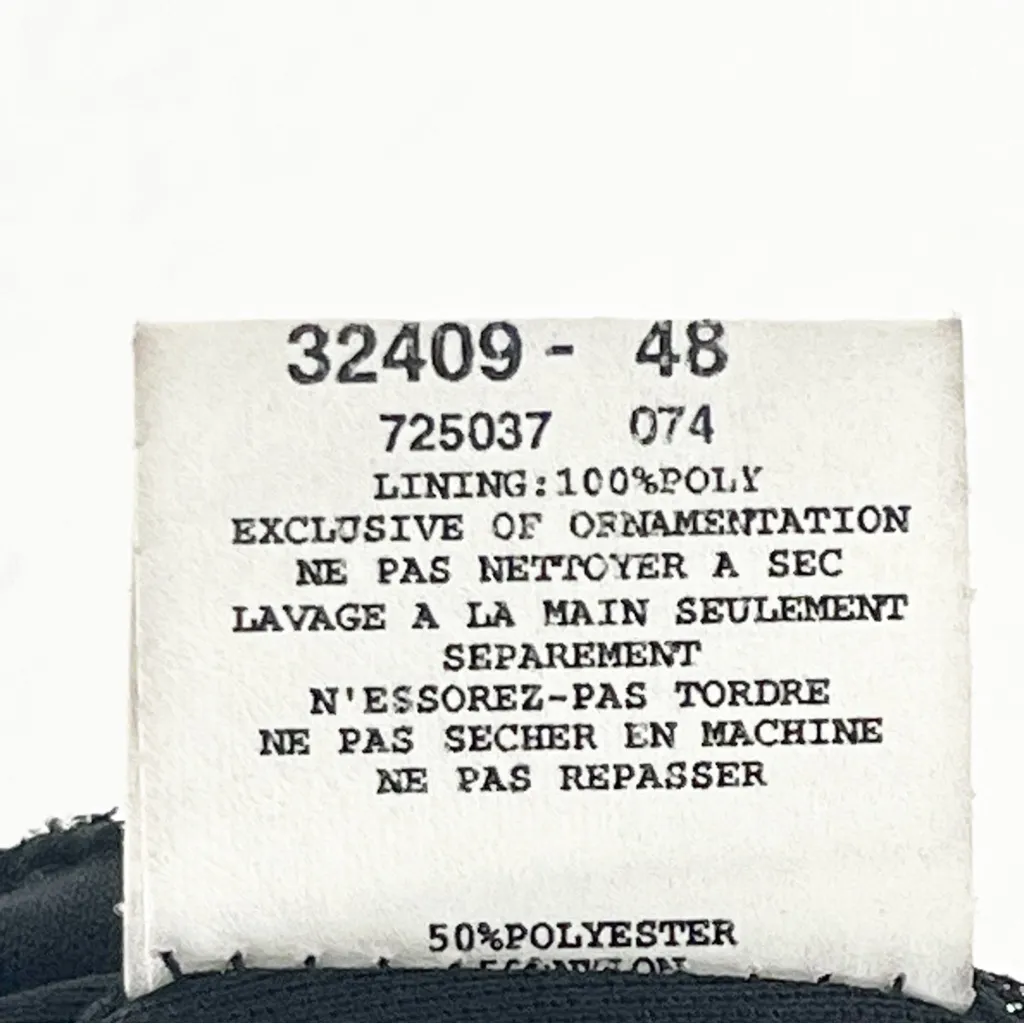 32409 - 48
725037 074
LINING:100%POLY
EXCLUSIVE OF ORNAMENTATION
NE PAS NETTOYER A SEC
LAVAGE A LA MAIN SEULEMENT
SEPAREMENT
N'ESSOREZ-PAS TORDRE
NE PAS SECHER EN MACHINE
NE PAS REPASSER
50%POLYESTER